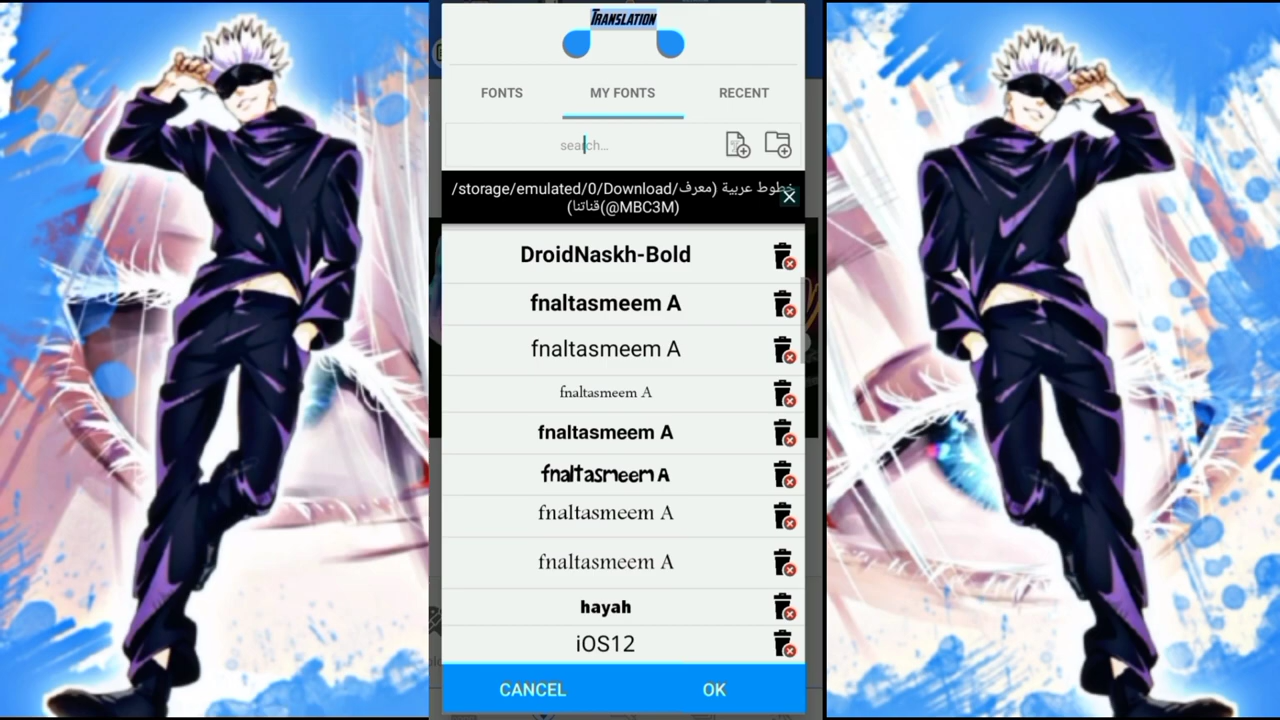 TRANSLATION
FONTS
MY FONTS
RECENT
search...
/storage/emulated/0/Download/خطوط عربية (معرف
قناتنا(@MBC3M)
DroidNaskh-Bold
fnaltasmeem A
fnaltasmeem A
fnaltasmeem A
fnaltasmeem A
fnaltasmeem A
fnaltasmeem A
fnaltasmeem A
hayah
iOS12
CANCEL
OK